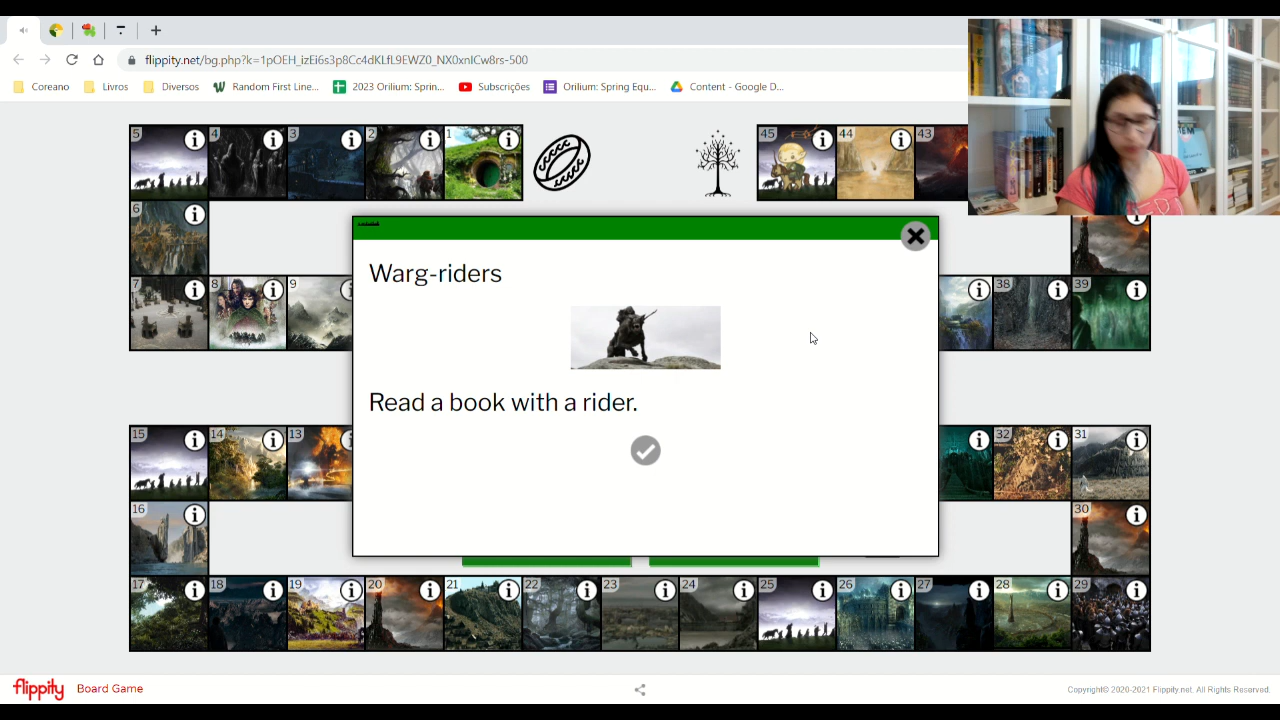 flippity.net/bg.php?k=1pOEH_izEi6s3p8Cc4dKLfL9EWZ0_NX0xnICw8rs-500
Coreano Livros Diversos Random First Line... 2023 Orilium: Sprin... Subscrições Orilium: Spring Equ... Content - Google D...
5 4 3 2 1 45 44 43
6
Warg-riders
7 8 9 38 39
Read a book with a rider.
15 14 13 32 31
16 30
17 18 19 20 21 22 23 24 25 26 27 28 29
flippity Board Game Copyright© 2020-2021 Flippity.net. All Rights Reserved.